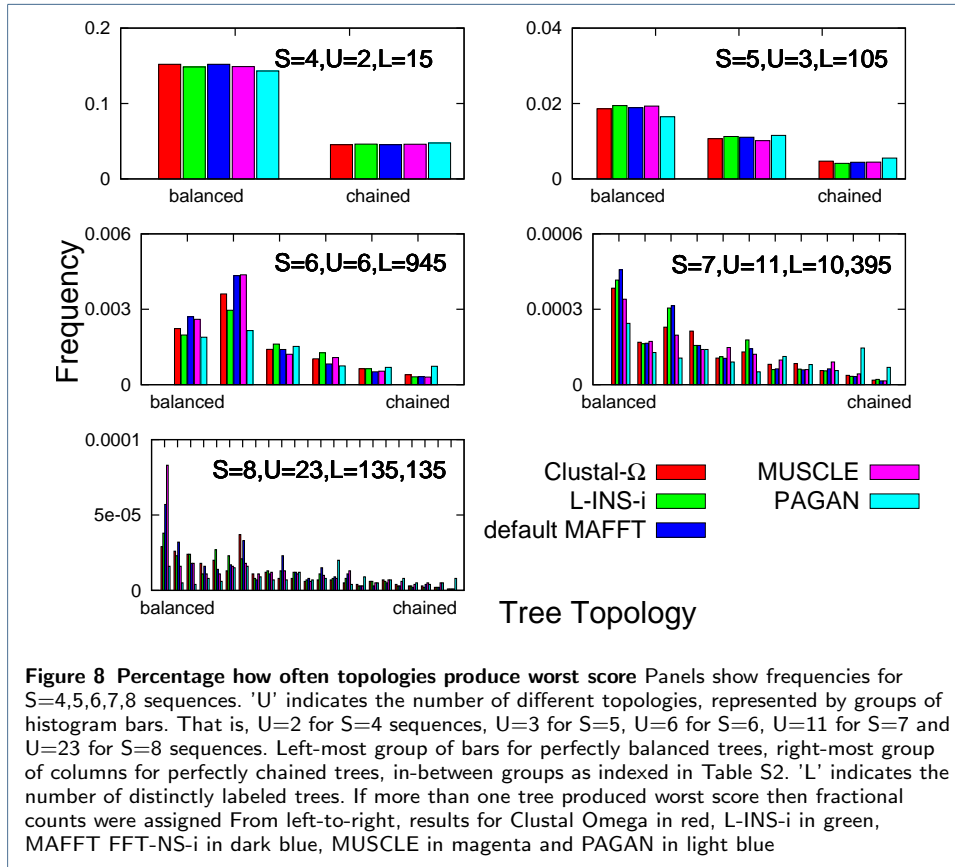 0.2
0.1
0
balanced
chained
S=4,U=2,L=15
0.04
0.02
0
balanced
chained
S=5,U=3,L=105
Frequency
0.006
0.003
0
balanced
chained
S=6,U=6,L=945
0.0006
0.0003
0
balanced
chained
S=7,U=11,L=10,395
0.0001
5e-05
0
balanced
chained
S=8,U=23,L=135,135
Clustal-Ω
L-INS-i
default MAFFT
MUSCLE
PAGAN
Tree Topology
Figure 8 Percentage how often topologies produce worst score Panels show frequencies for
S=4,5,6,7,8 sequences. 'U' indicates the number of different topologies, represented by groups of
histogram bars. That is, U=2 for S=4 sequences, U=3 for S=5, U=6 for S=6, U=11 for S=7 and
U=23 for S=8 sequences. Left-most group of bars for perfectly balanced trees, right-most group
of columns for perfectly chained trees, in-between groups as indexed in Table S2. 'L' indicates the
number of distinctly labeled trees. If more than one tree produced worst score then fractional
counts were assigned From left-to-right, results for Clustal Omega in red, L-INS-i in green,
MAFFT FFT-NS-i in dark blue, MUSCLE in magenta and PAGAN in light blue